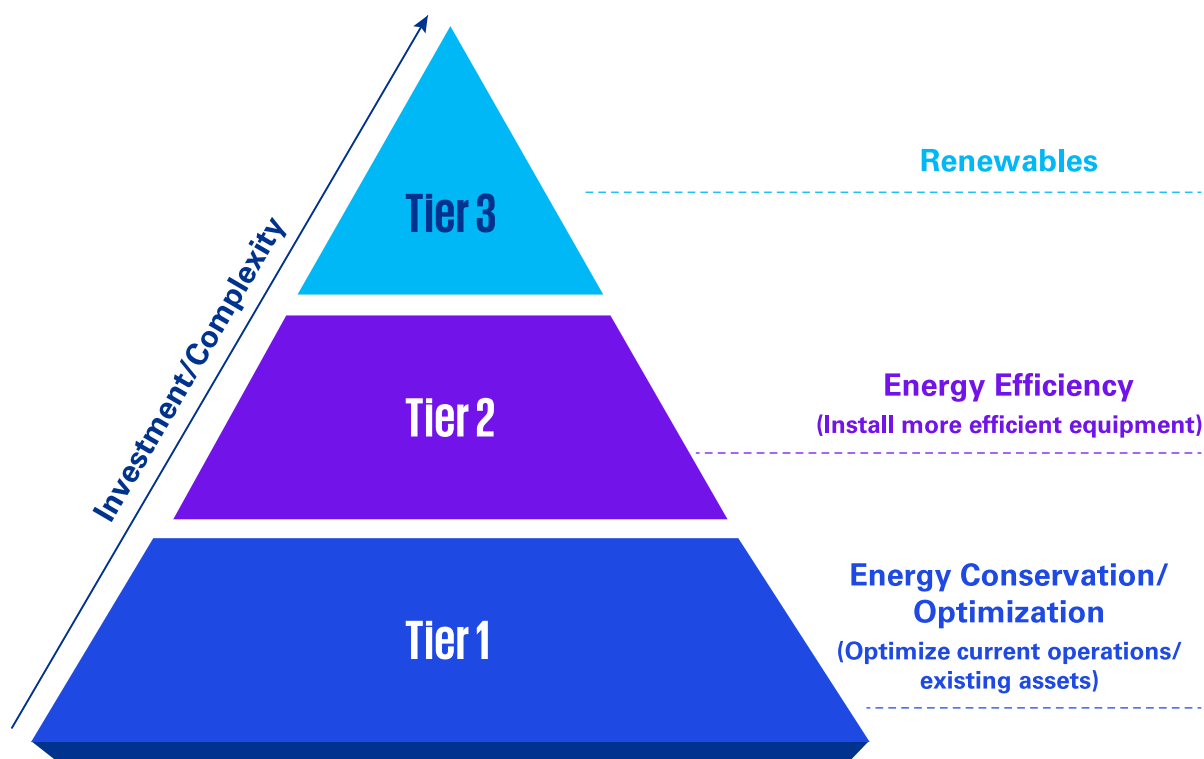 Investment/Complexity
Tier 3
Renewables
Tier 2
Energy Efficiency
(Install more efficient equipment)
Tier 1
Energy Conservation/
Optimization
(Optimize current operations/
existing assets)